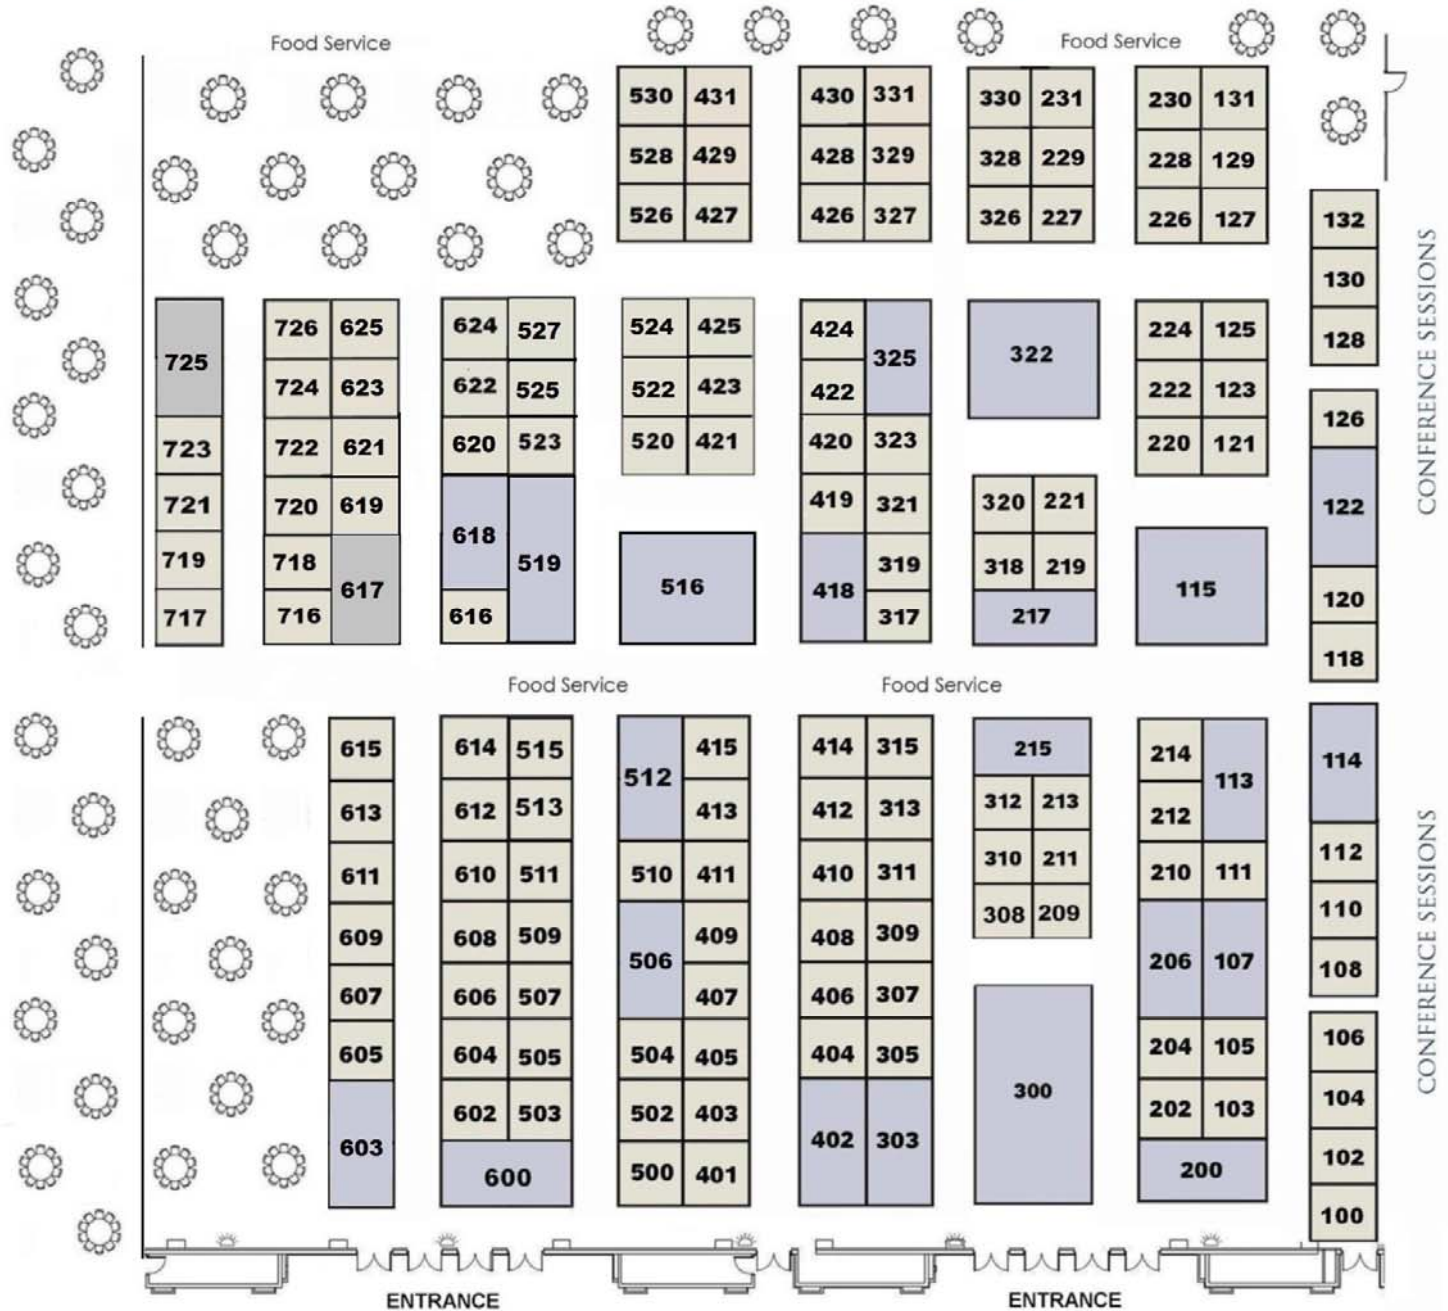 Food Service
Food Service
530 431 430 331 330 231 230 131
528 429 428 329 328 229 228 129
526 427 426 327 326 227 226 127
132
130
128
726 625 624 527 524 425 424 224 125
725 325 322
724 623 622 525 522 423 422 222 123
723 722 621 620 523 520 421 420 323 220 121
126
721 720 619 419 321 320 221
122
618
719 718 519 319 318 219
617 516 418 115
120
717 716 616 317 217
118
CONFERENCE SESSIONS
Food Service
Food Service
615 614 515 415 414 315 215 214
512 113 114
613 612 513 413 412 313 312 213 212
611 610 511 510 411 410 311 310 211 210 111
112
609 608 509 409 408 309 308 209
110
506 206 107
108
607 606 507 407 406 307
106
605 604 505 504 405 404 305 204 105
300
104
602 503 502 403 202 103
603 402 303
102
600 500 401 200
100
CONFERENCE SESSIONS
ENTRANCE
ENTRANCE